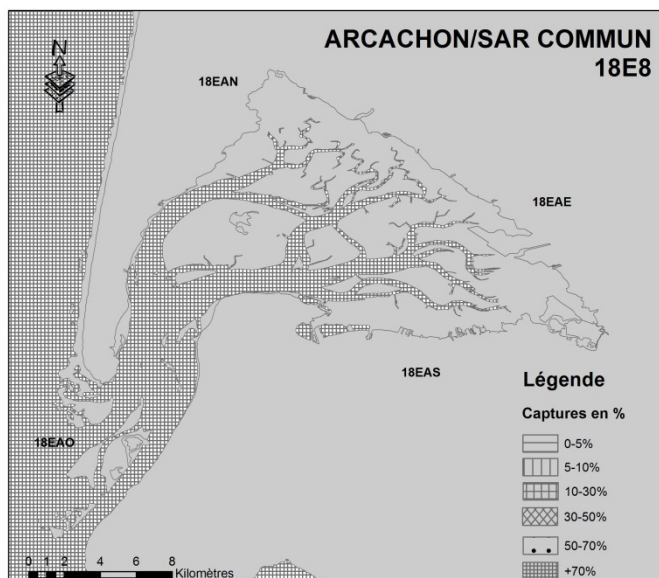 ARCACHON/SAR COMMUN
18E8
N
18EAN
18EAE
18EAS
18EAO
Légende
Captures en %
0-5%
5-10%
10-30%
30-50%
50-70%
+70%
0 1 2 4 6 8
Kilomètres